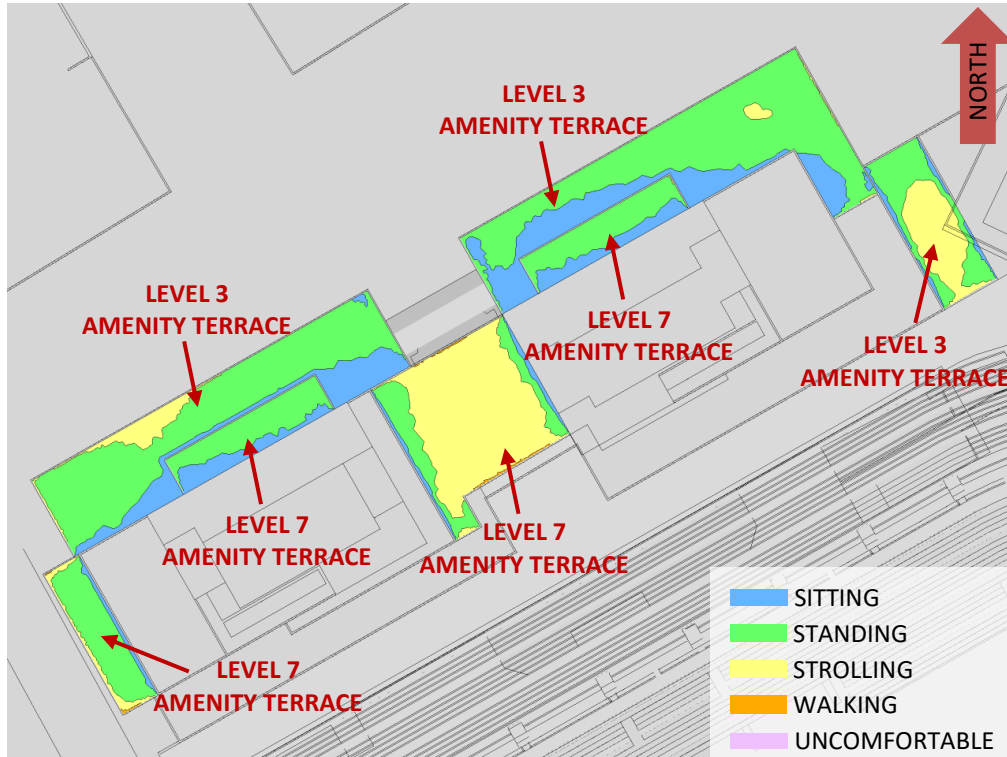 NORTH
LEVEL 3
AMENITY TERRACE
LEVEL 3
AMENITY TERRACE
LEVEL 7
AMENITY TERRACE
LEVEL 3
AMENITY TERRACE
LEVEL 7
AMENITY TERRACE
LEVEL 7
AMENITY TERRACE
LEVEL 7
AMENITY TERRACE
SITTING
STANDING
STROLLING
WALKING
UNCOMFORTABLE